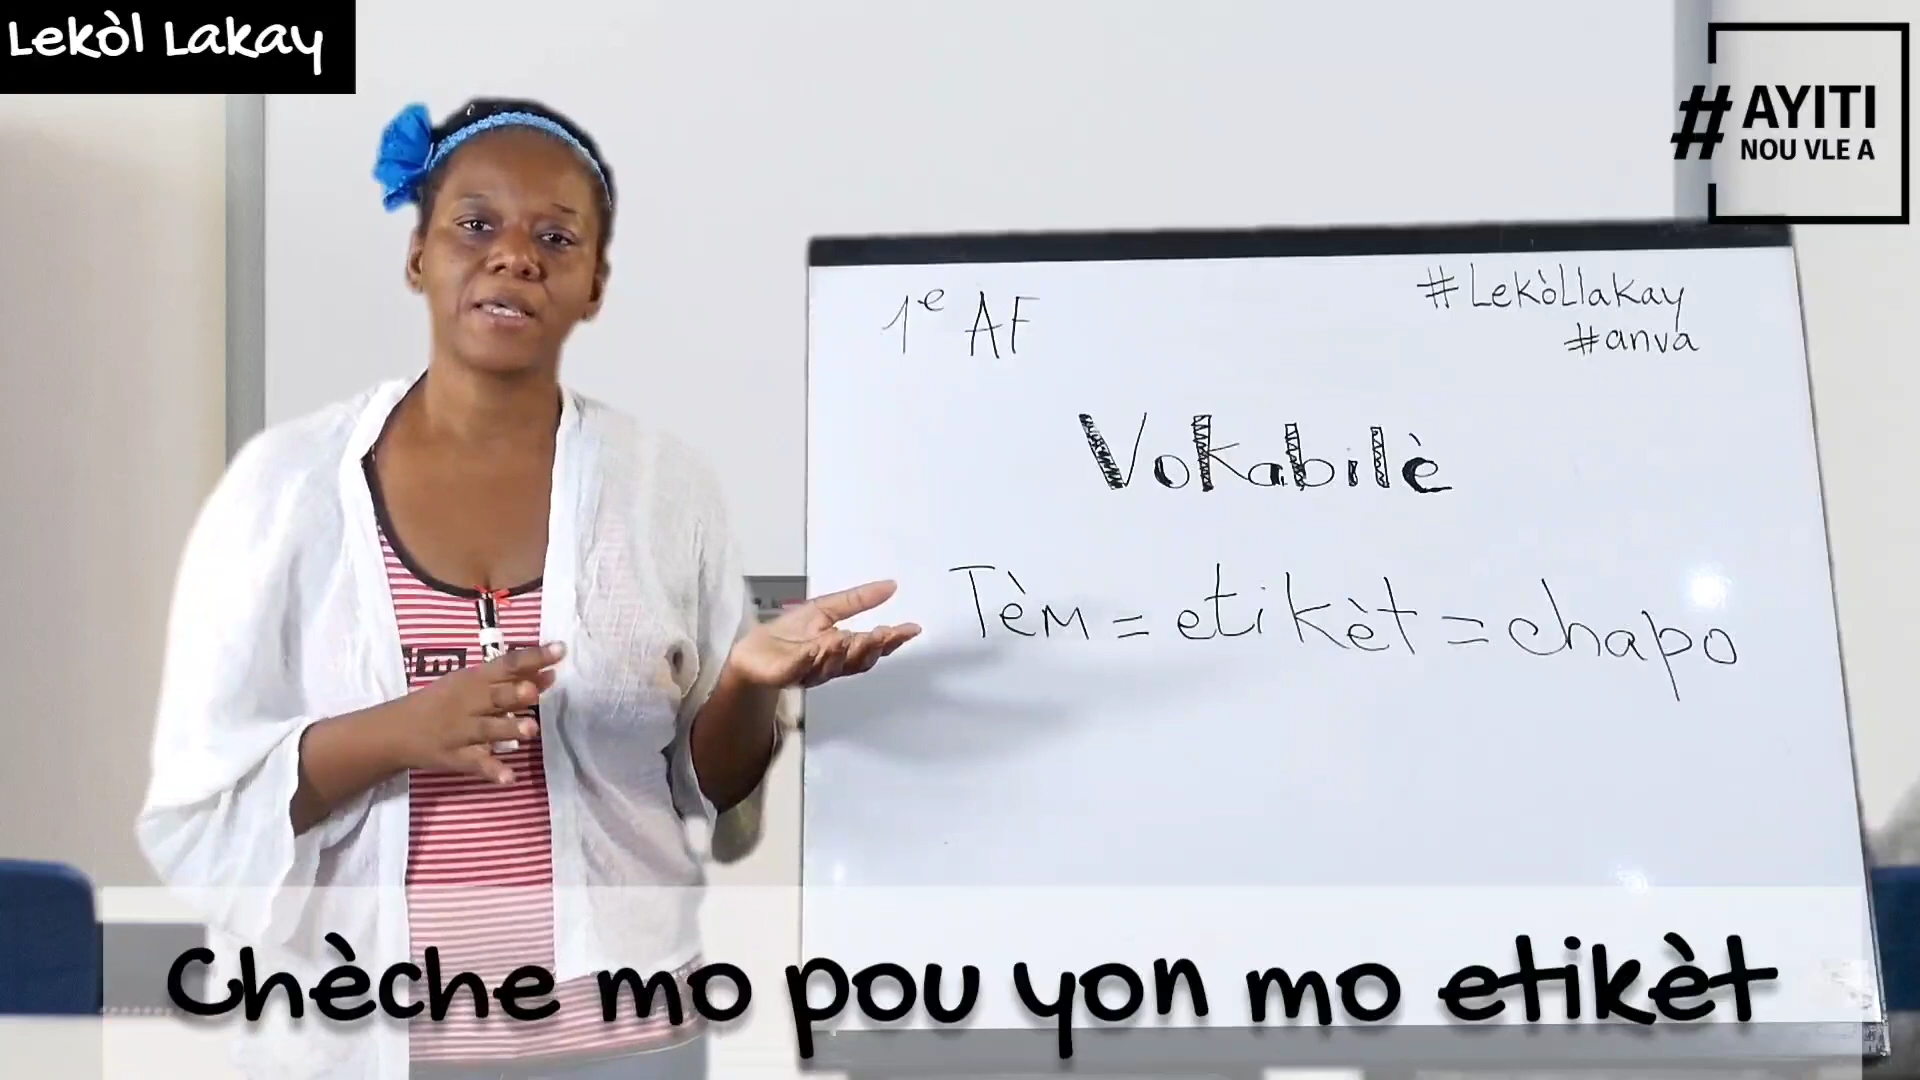 Lekòl Lakay
#AYITI
NOU VLE A
1e AF
#LekòlLakay
#anva
Vokabilè
Tèm = etikèt = chapo
Chèche mo pou yon mo etikèt